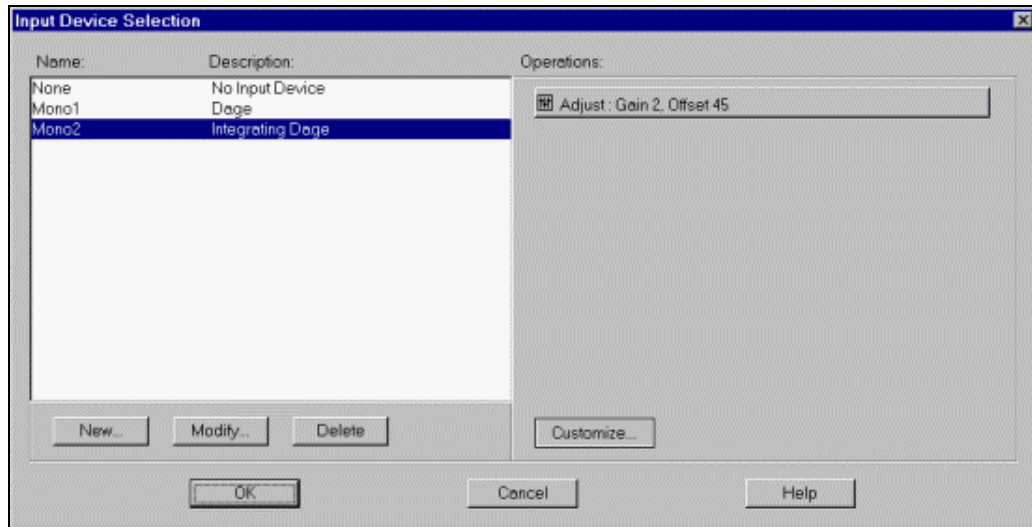 Input Device Selection
Name: Description: Operations:
None No Input Device
Mono1 Dage
Mono2 Integrating Dage
Adjust : Gain 2, Offset 45
New... Modify... Delete Customize...
OK Cancel Help